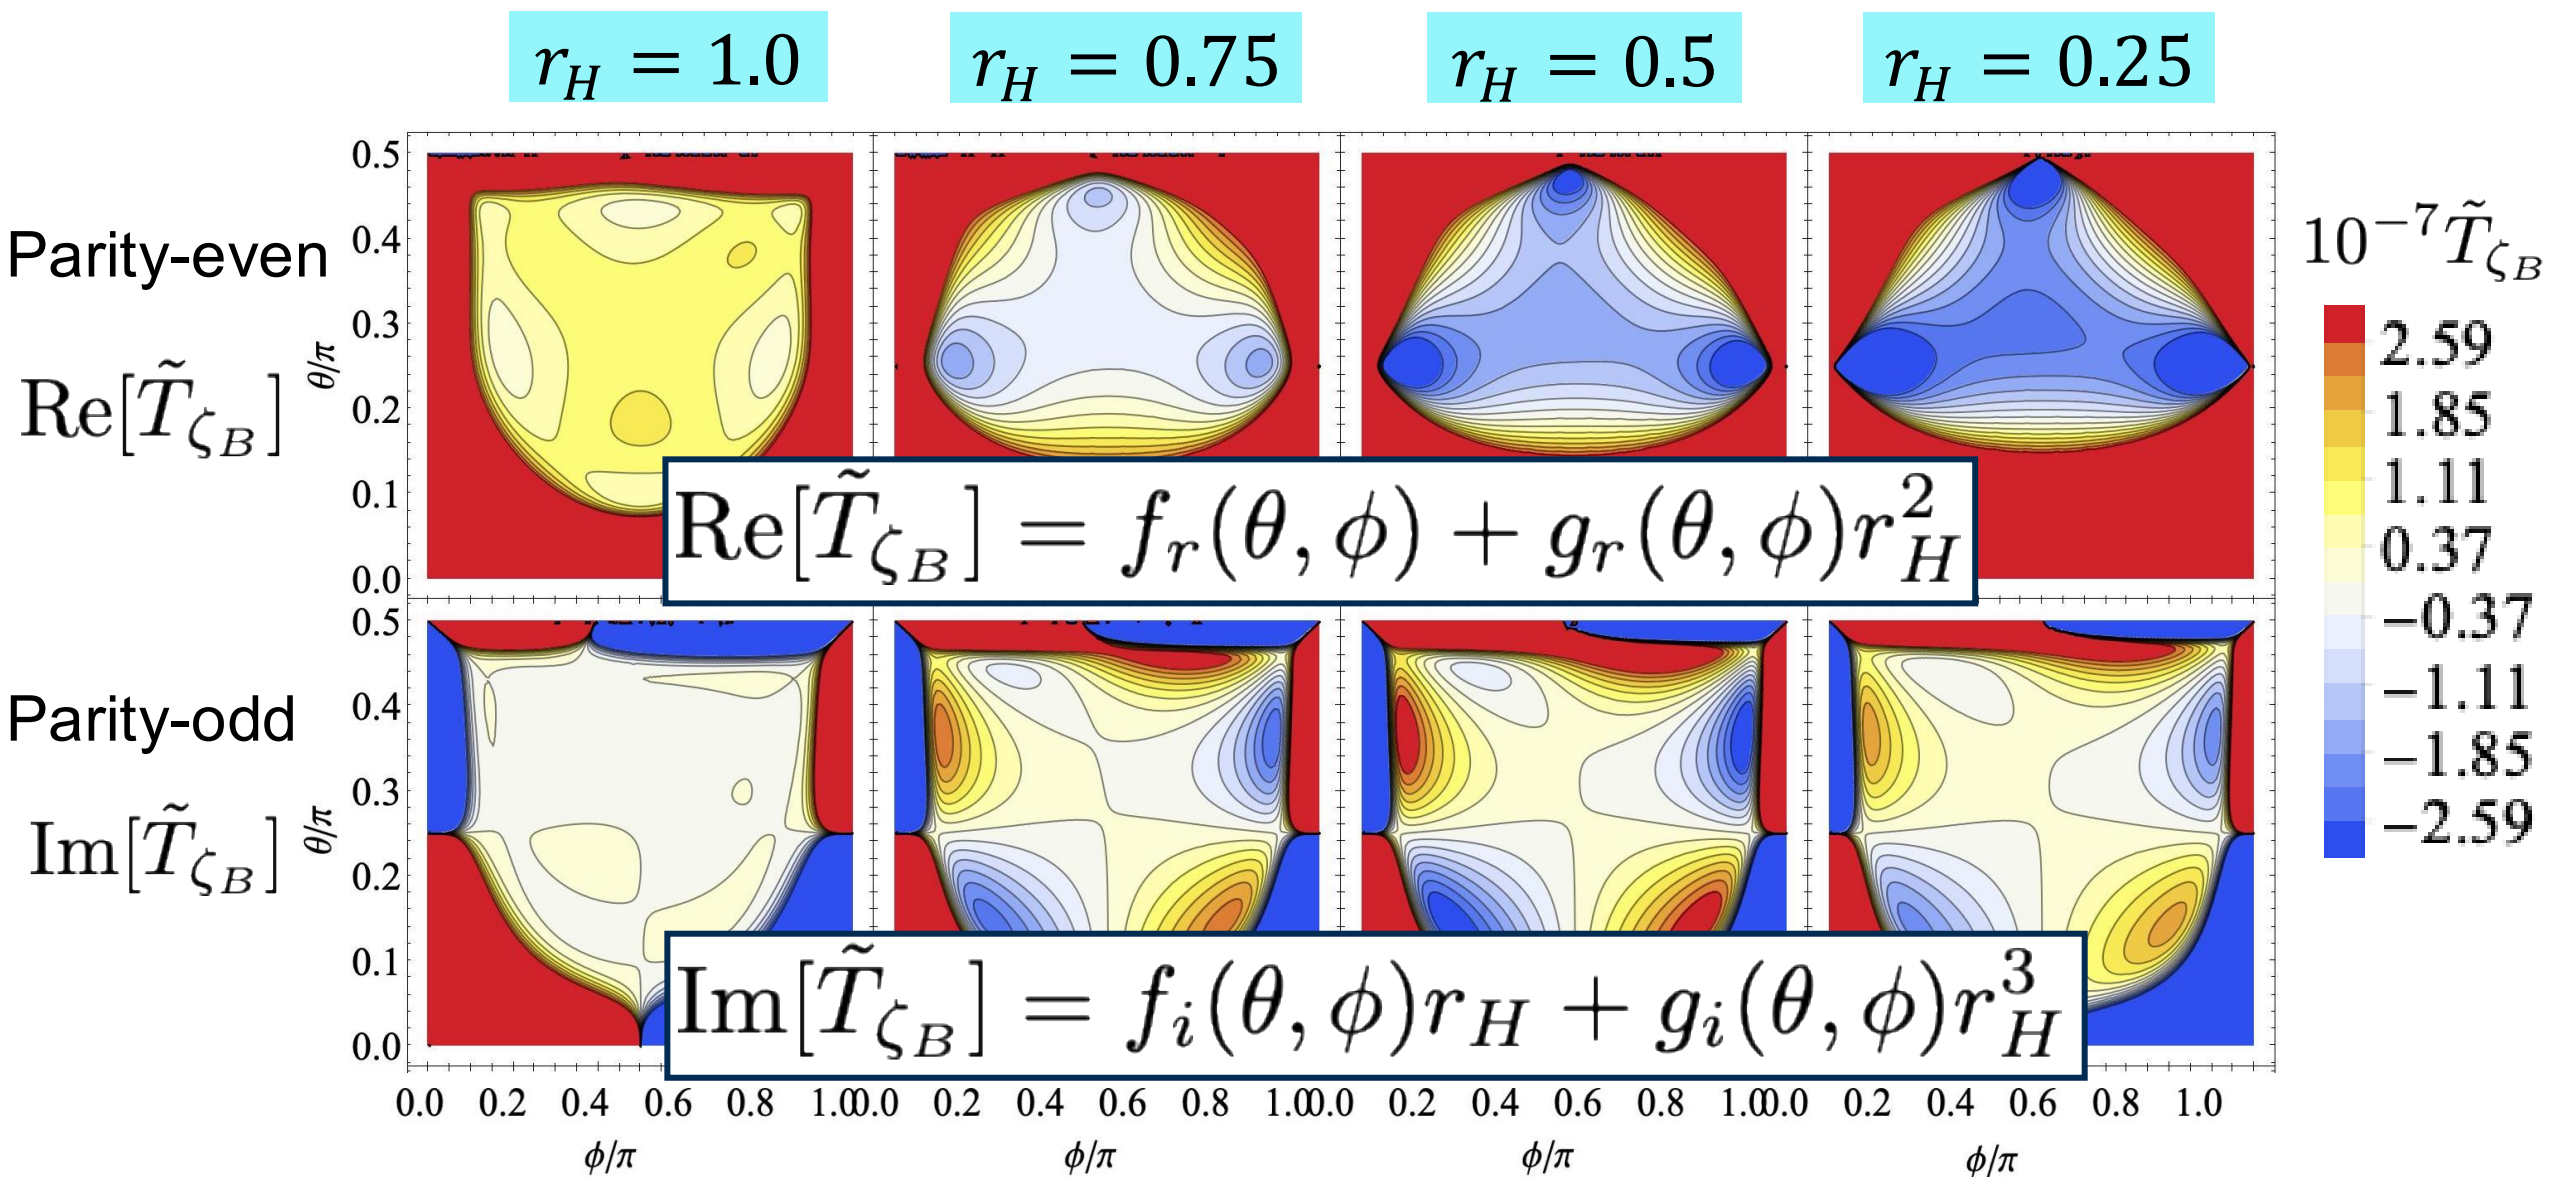 r_H = 1.0 r_H = 0.75 r_H = 0.5 r_H = 0.25
Parity-even
Re[T̃_{ζ_B}]
θ/π
0.5
0.4
0.3
0.2
0.1
0.0
Re[T̃_{ζ_B}] = f_r(θ, ϕ) + g_r(θ, ϕ)r_H^2
10^{-7} T̃_{ζ_B}
2.59
1.85
1.11
0.37
−0.37
−1.11
−1.85
−2.59
Parity-odd
Im[T̃_{ζ_B}]
θ/π
0.5
0.4
0.3
0.2
0.1
0.0
Im[T̃_{ζ_B}] = f_i(θ, ϕ)r_H + g_i(θ, ϕ)r_H^3
0.0 0.2 0.4 0.6 0.8 1.0 0.0 0.2 0.4 0.6 0.8 1.0 0.0 0.2 0.4 0.6 0.8 1.0 0.0 0.2 0.4 0.6 0.8 1.0
ϕ/π ϕ/π ϕ/π ϕ/π